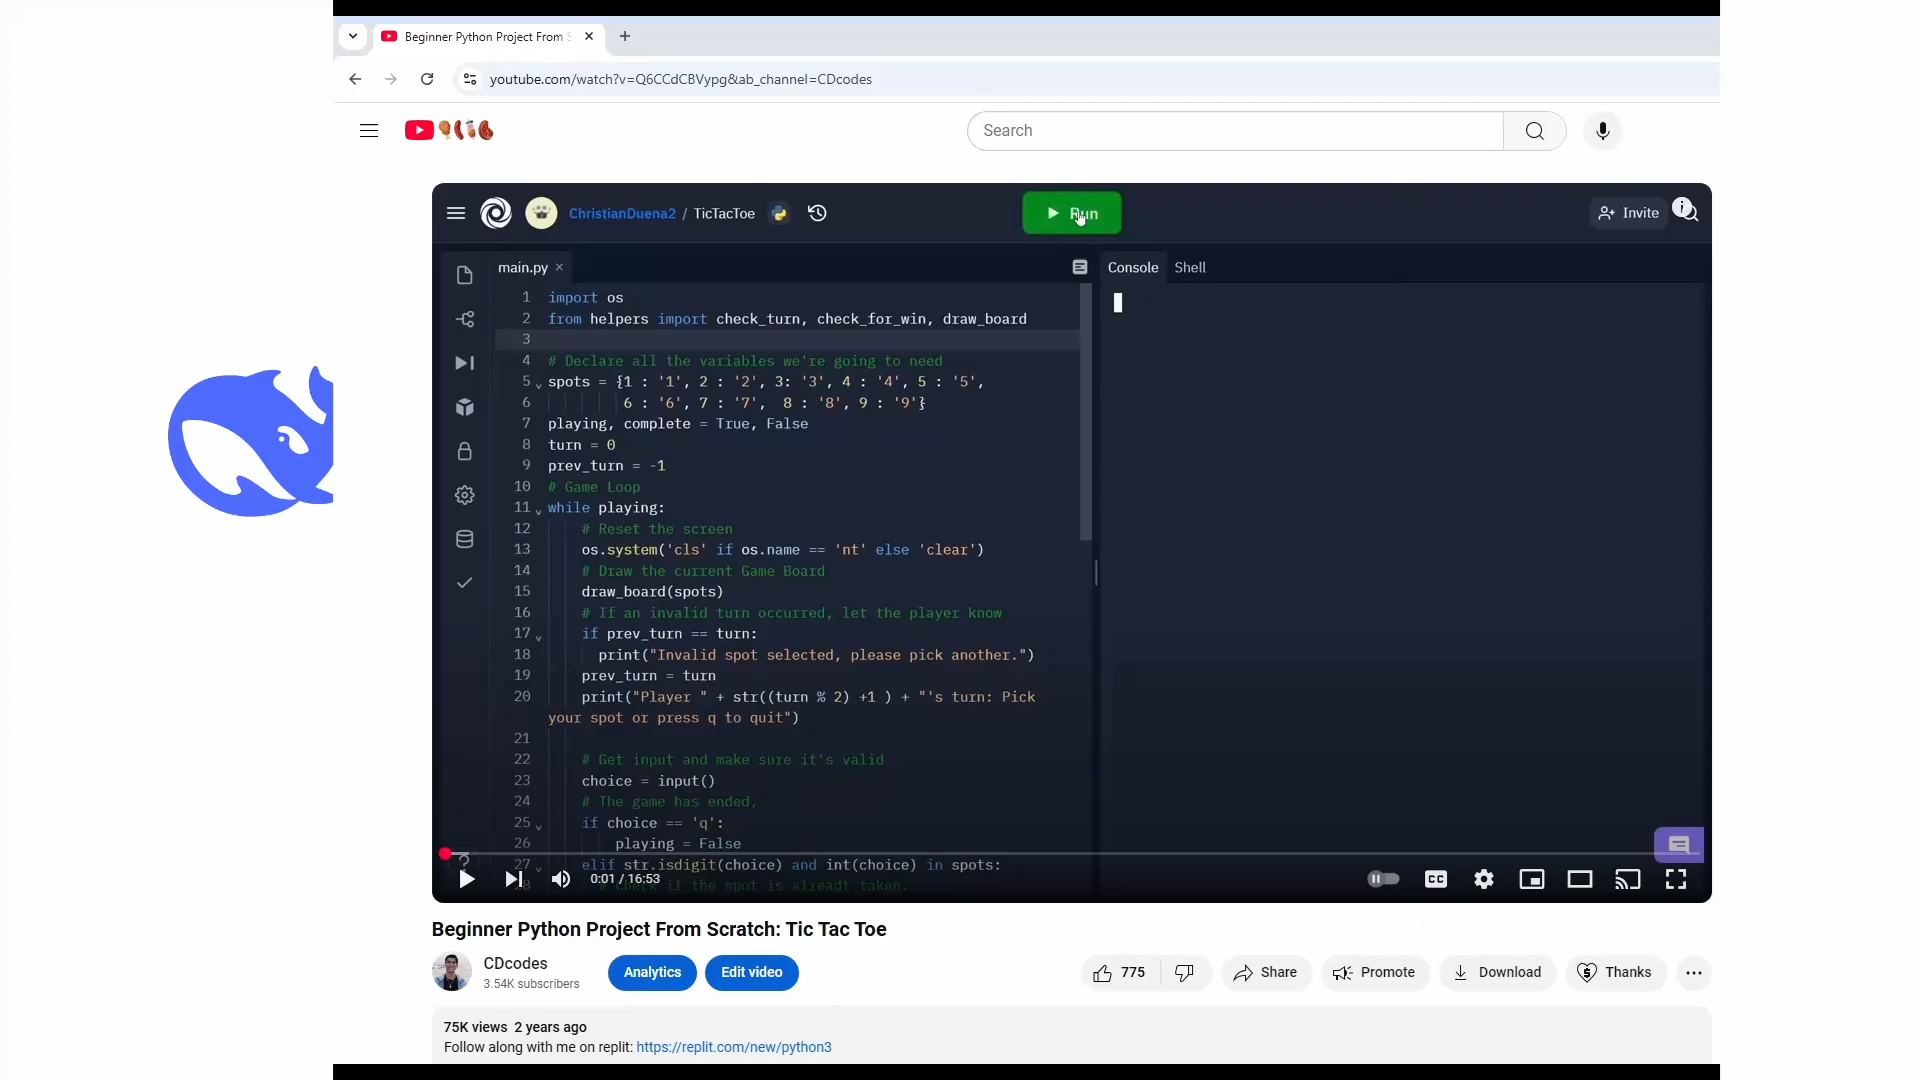 Beginner Python Project From S
youtube.com/watch?v=Q6CCdCBVypg&ab_channel=CDcodes
Search
ChristianDuena2 / TicTacToe
Run
Invite
main.py
Console
Shell
1 import os
2 from helpers import check_turn, check_for_win, draw_board
3
4 # Declare all the variables we're going to need
5 spots = {1 : '1', 2 : '2', 3: '3', 4 : '4', 5 : '5',
6 6 : '6', 7 : '7', 8 : '8', 9 : '9'}
7 playing, complete = True, False
8 turn = 0
9 prev_turn = -1
10 # Game Loop
11 while playing:
12 # Reset the screen
13 os.system('cls' if os.name == 'nt' else 'clear')
14 # Draw the current Game Board
15 draw_board(spots)
16 # If an invalid turn occurred, let the player know
17 if prev_turn == turn:
18 print("Invalid spot selected, please pick another.")
19 prev_turn = turn
20 print("Player " + str((turn % 2) +1 ) + "'s turn: Pick
your spot or press q to quit")
21
22 # Get input and make sure it's valid
23 choice = input()
24 # The game has ended,
25 if choice == 'q':
26 playing = False
27 elif str.isdigit(choice) and int(choice) in spots:
28 # Check if the spot is alreadt taken.
0:01 / 16:53
CC
Beginner Python Project From Scratch: Tic Tac Toe
CDcodes
3.54K subscribers
Analytics
Edit video
775
Share
Promote
Download
Thanks
75K views 2 years ago
Follow along with me on replit: https://replit.com/new/python3